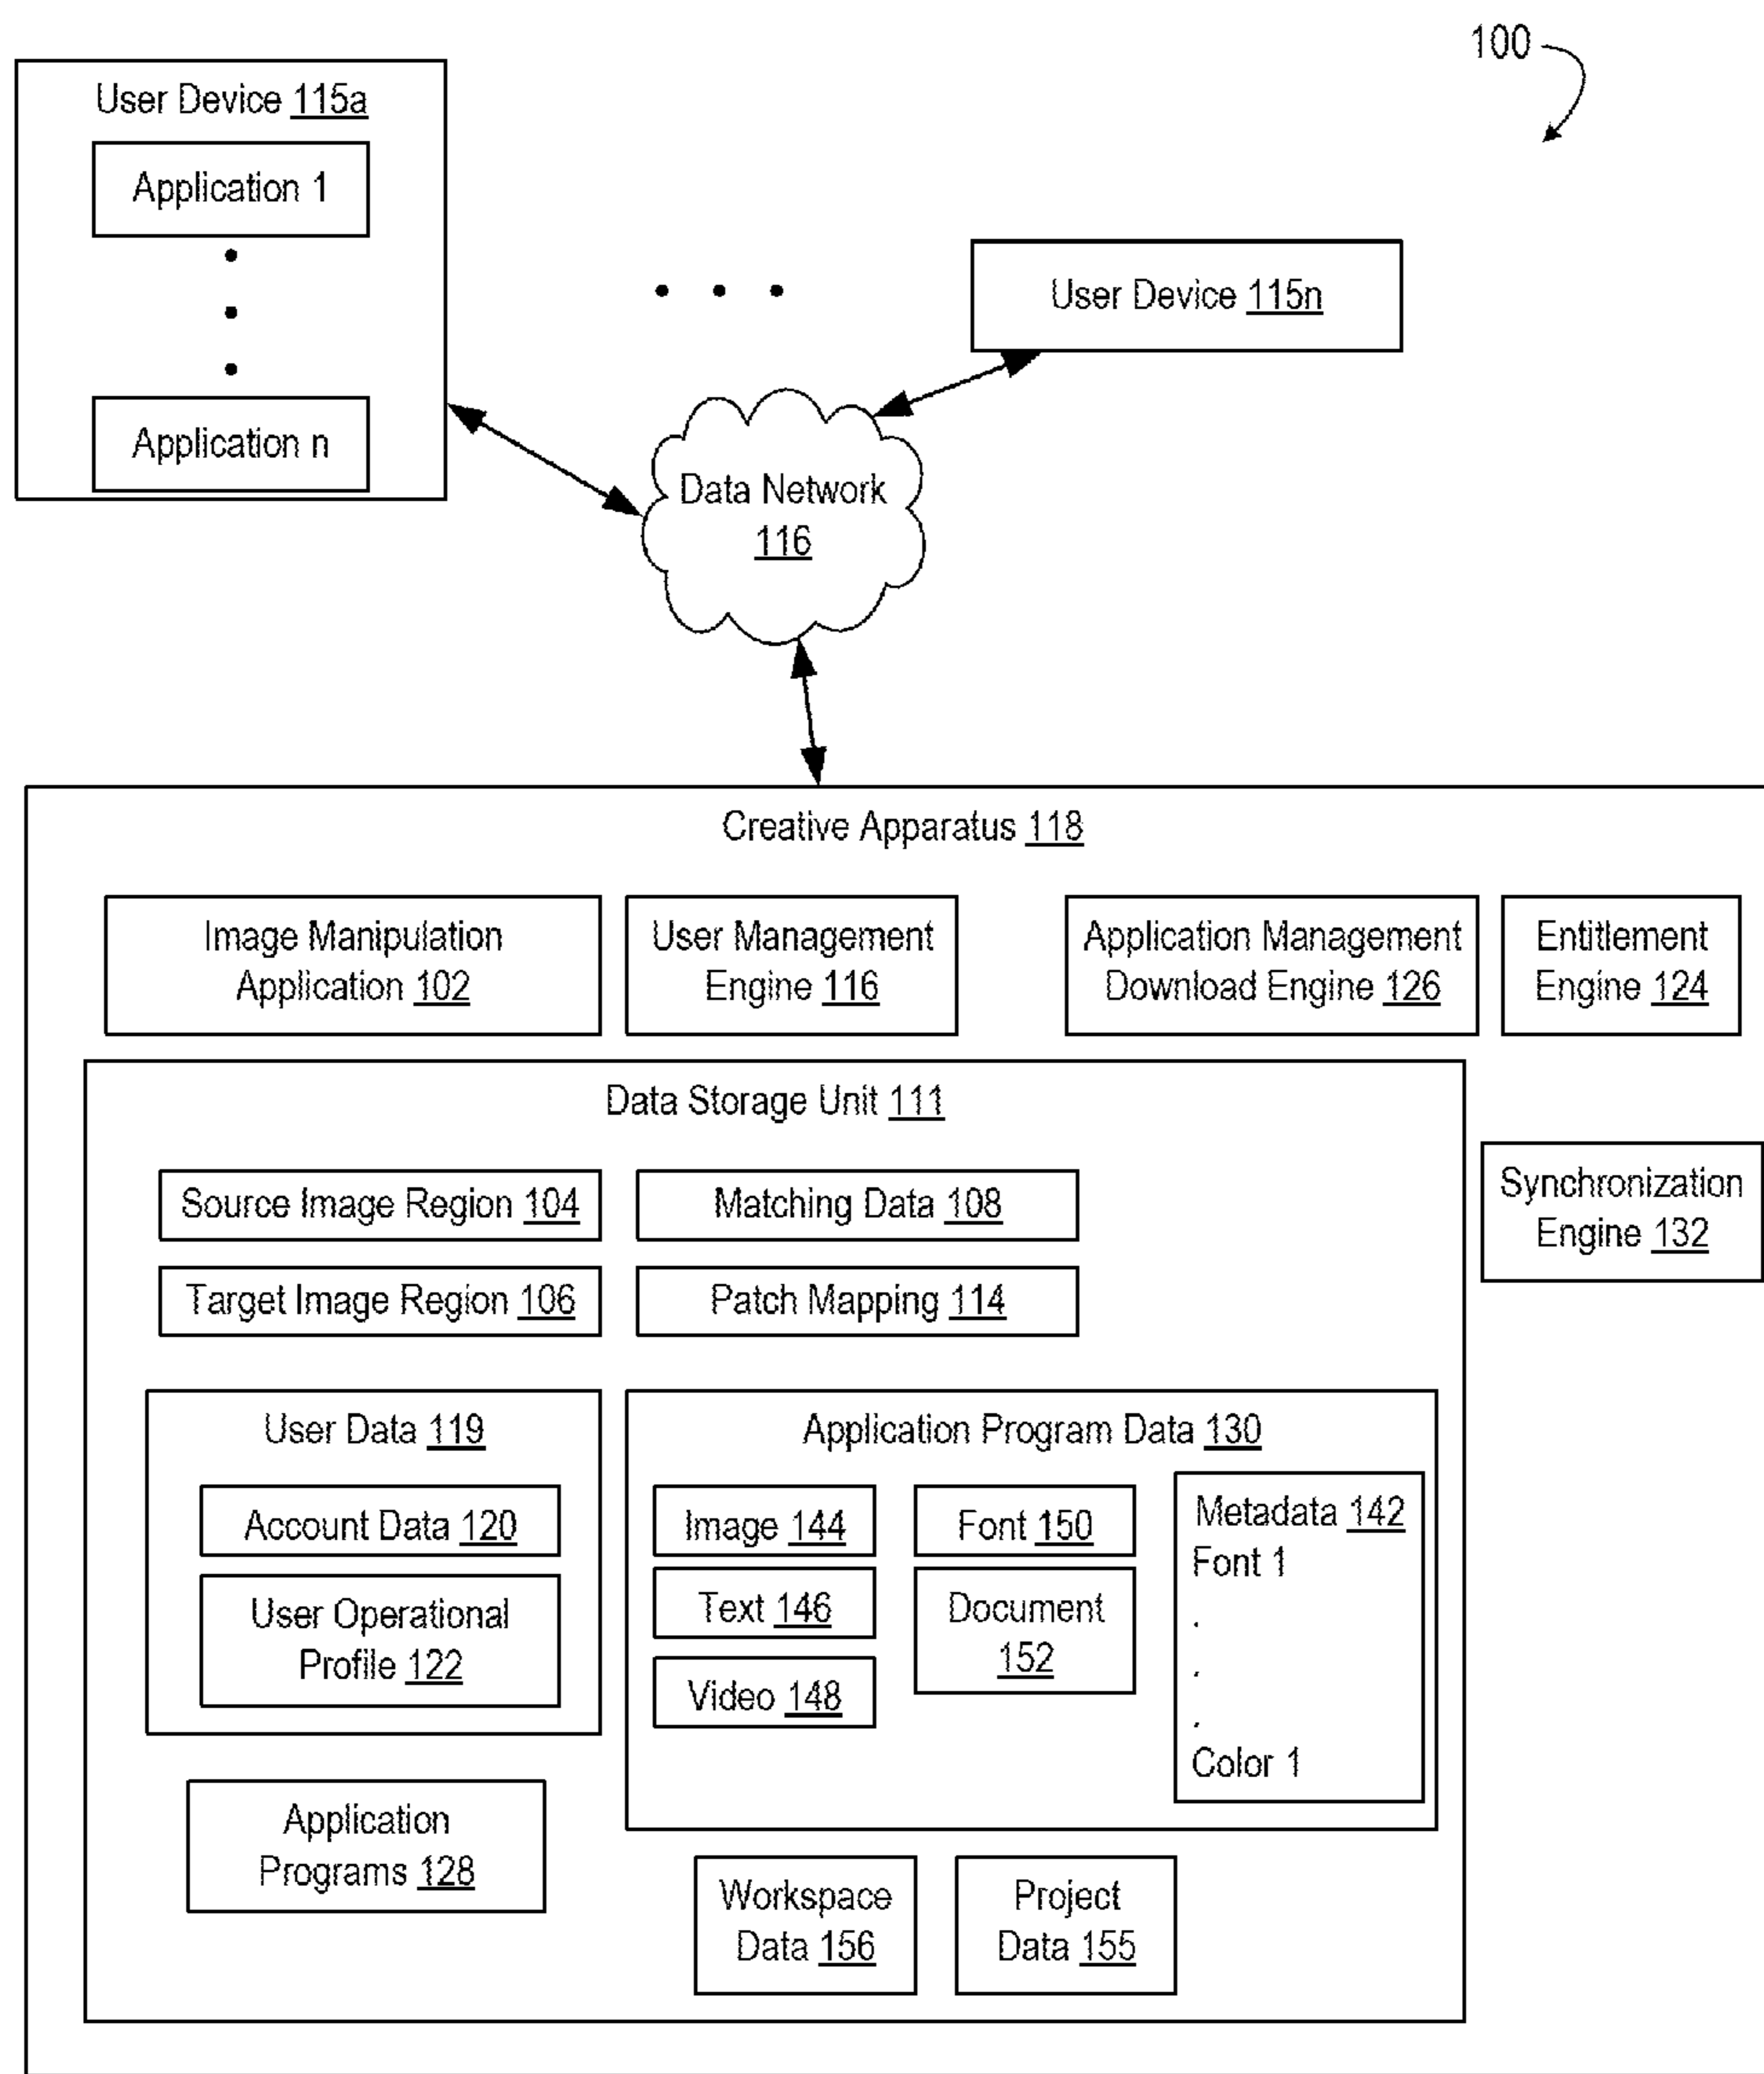 100
User Device 115a
Application 1
Application n
User Device 115n
Data Network
116
Creative Apparatus 118
Image Manipulation
Application 102
User Management
Engine 116
Application Management
Download Engine 126
Entitlement
Engine 124
Data Storage Unit 111
Source Image Region 104
Matching Data 108
Target Image Region 106
Patch Mapping 114
Synchronization
Engine 132
User Data 119
Account Data 120
User Operational
Profile 122
Application Program Data 130
Image 144
Text 146
Video 148
Font 150
Document
152
Metadata 142
Font 1
.
.
.
Color 1
Application
Programs 128
Workspace
Data 156
Project
Data 155